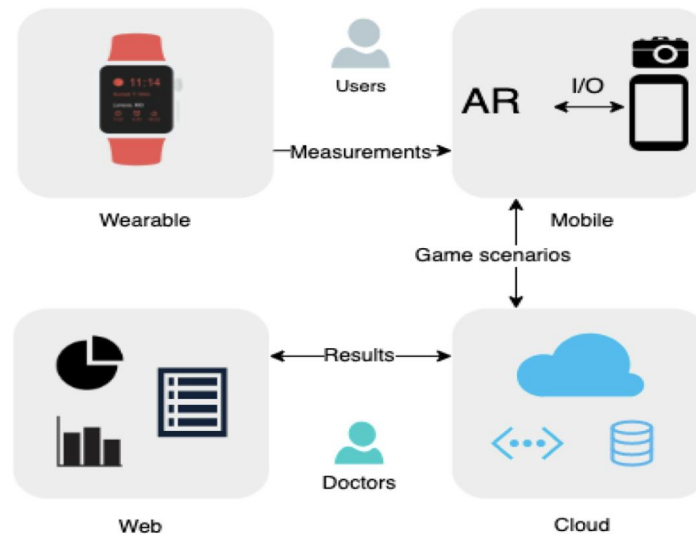 11:14
Users
AR
I/O
Measurements
Wearable
Mobile
Game scenarios
Results
Doctors
Web
Cloud